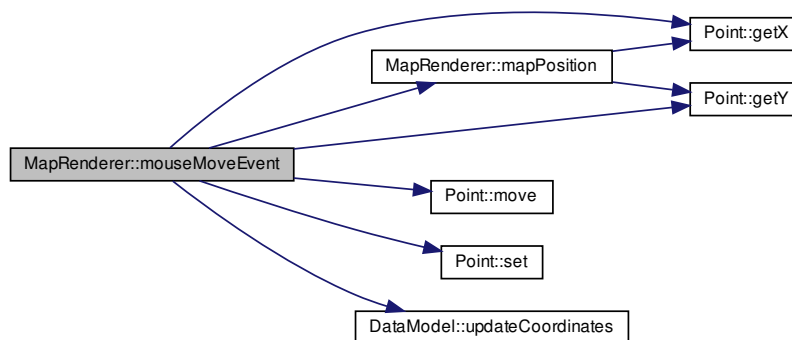 Point::getX
MapRenderer::mapPosition
Point::getY
MapRenderer::mouseMoveEvent
Point::move
Point::set
DataModel::updateCoordinates